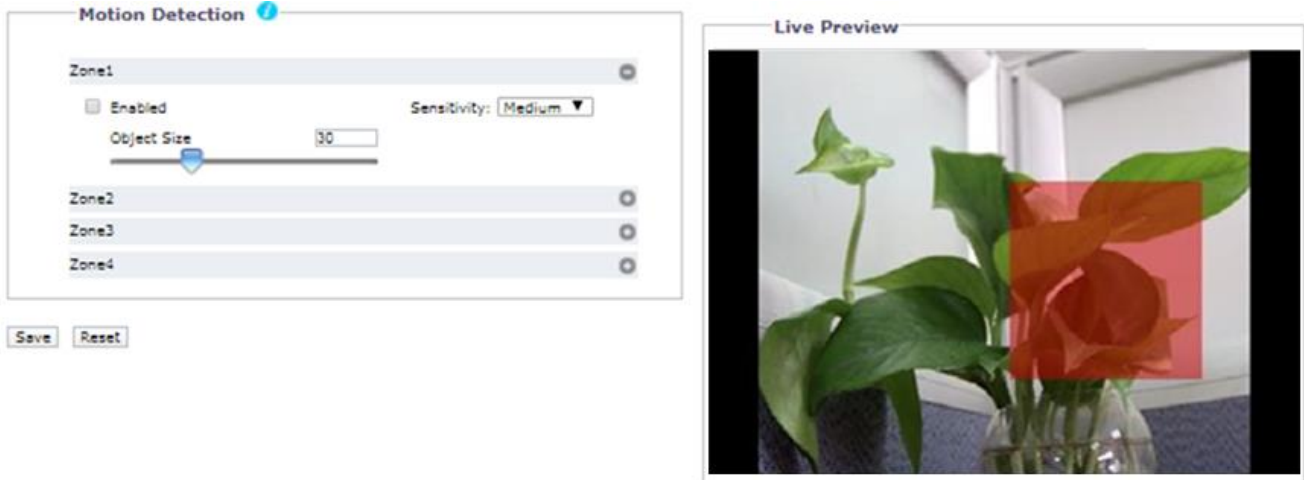 Motion Detection
Zone1
Enabled
Sensitivity: Medium
Object Size 30
Zone2
Zone3
Zone4
Save Reset
Live Preview